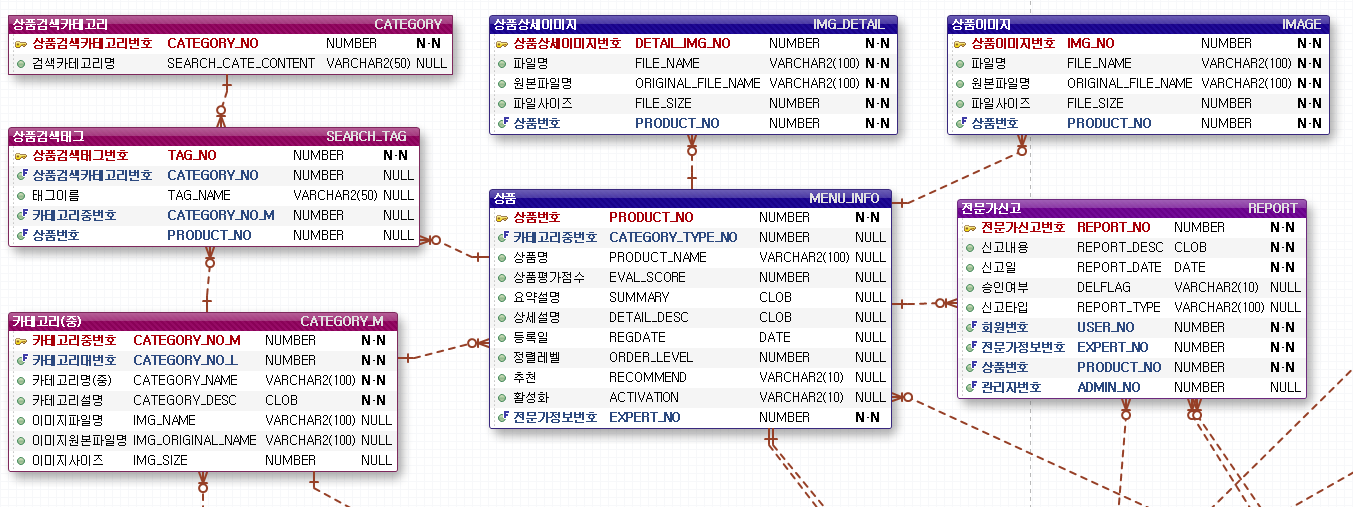 상품검색카테고리 CATEGORY
상품검색카테고리번호 CATEGORY_NO NUMBER N-N
검색카테고리명 SEARCH_CATE_CONTENT VARCHAR2(50) NULL
상품검색태그 SEARCH_TAG
상품검색태그번호 TAG_NO NUMBER N-N
상품검색카테고리번호 CATEGORY_NO NUMBER NULL
태그이름 TAG_NAME VARCHAR2(50) NULL
카테고리중번호 CATEGORY_NO_M NUMBER NULL
상품번호 PRODUCT_NO NUMBER NULL
카테고리(중) CATEGORY_M
카테고리중번호 CATEGORY_NO_M NUMBER N-N
카테고리대번호 CATEGORY_NO_L NUMBER N-N
카테고리명(중) CATEGORY_NAME VARCHAR2(100) N-N
카테고리설명 CATEGORY_DESC CLOB N-N
이미지파일명 IMG_NAME VARCHAR2(100) NULL
이미지원본파일명 IMG_ORIGINAL_NAME VARCHAR2(100) NULL
이미지사이즈 IMG_SIZE NUMBER NULL
상품상세이미지 IMG_DETAIL
상품상세이미지번호 DETAIL_IMG_NO NUMBER N-N
파일명 FILE_NAME VARCHAR2(100) N-N
원본파일명 ORIGINAL_FILE_NAME VARCHAR2(100) N-N
파일사이즈 FILE_SIZE NUMBER N-N
F 상품번호 PRODUCT_NO NUMBER N-N
상품 MENU_INFO
상품번호 PRODUCT_NO NUMBER N-N
카테고리중번호 CATEGORY_TYPE_NO NUMBER NULL
상품명 PRODUCT_NAME VARCHAR2(100) NULL
상품평가점수 EVAL_SCORE NUMBER NULL
요약설명 SUMMARY CLOB NULL
상세설명 DETAIL_DESC CLOB NULL
등록일 REGDATE DATE NULL
정렬레벨 ORDER_LEVEL NUMBER NULL
추천 RECOMMEND VARCHAR2(10) NULL
활성화 ACTIVATION VARCHAR2(10) NULL
전문가정보번호 EXPERT_NO NUMBER N-N
상품이미지 IMAGE
상품이미지번호 IMG_NO NUMBER N-N
파일명 FILE_NAME VARCHAR2(100) N-N
원본파일명 ORIGINAL_FILE_NAME VARCHAR2(100) N-N
파일사이즈 FILE_SIZE NUMBER N-N
상품번호 PRODUCT_NO NUMBER N-N
전문가신고 REPORT
전문가신고번호 REPORT_NO NUMBER N-N
신고내용 REPORT_DESC CLOB N-N
신고일 REPORT_DATE DATE N-N
승인여부 DELFLAG VARCHAR2(10) NULL
신고타입 REPORT_TYPE VARCHAR2(100) NULL
회원번호 USER_NO NUMBER N-N
전문가정보번호 EXPERT_NO NUMBER N-N
상품번호 PRODUCT_NO NUMBER N-N
관리자번호 ADMIN_NO NUMBER NULL